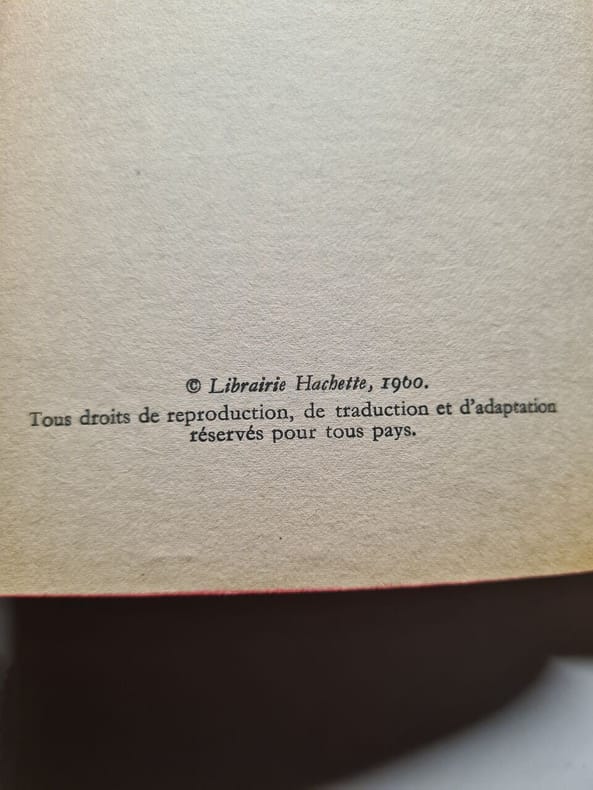 © Librairie Hachette, 1960.
Tous droits de reproduction, de traduction et d'adaptation
réservés pour tous pays.